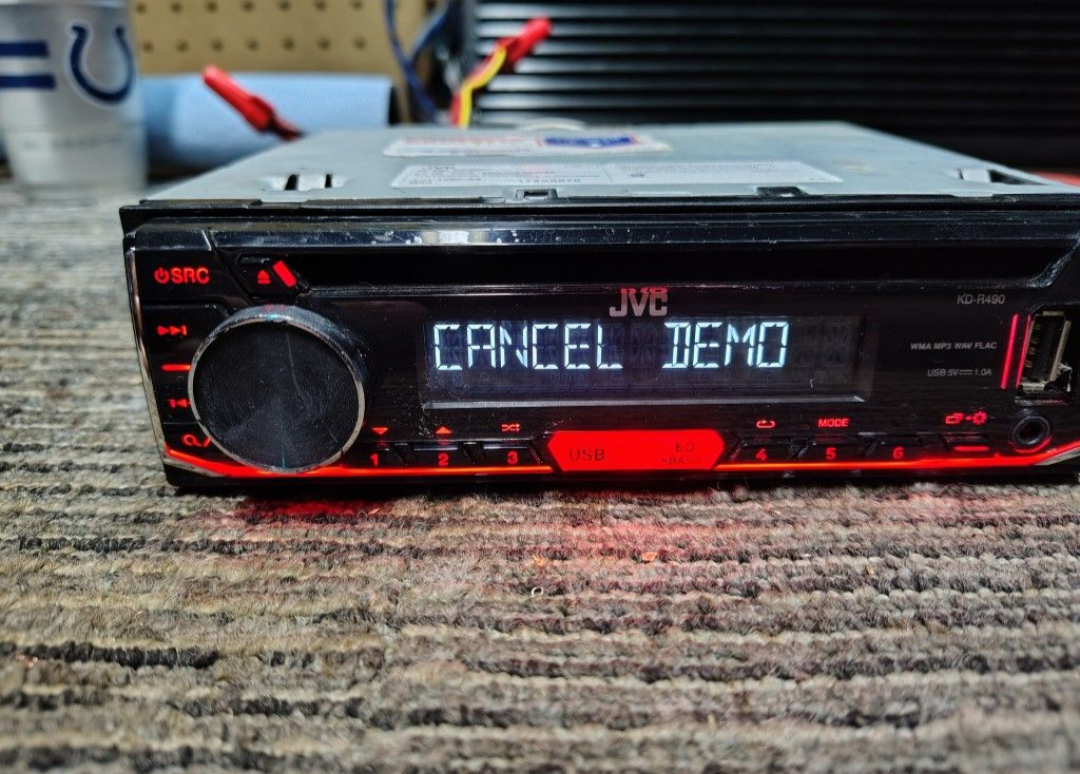 SRC
JVC
KD-R490
CANCEL DEMO
WMA MP3 WAV FLAC
USB 5V 1.0A
MODE
1 2 3 USB EQ 4 5 6